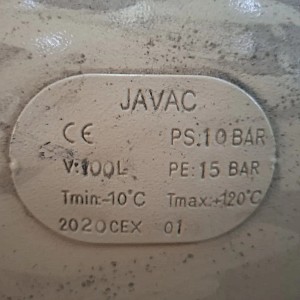 JAVAC
CE PS:10 BAR
V:100L PE:15 BAR
Tmin:-10°C Tmax:+120°C
2020CEX 01